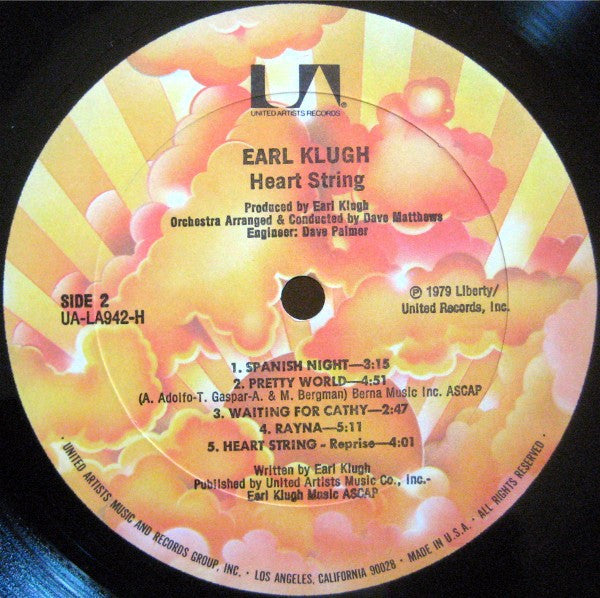 UA®
UNITED ARTISTS RECORDS
EARL KLUGH
Heart String
Produced by Earl Klugh
Orchestra Arranged & Conducted by Dave Matthews
Engineer: Dave Palmer
SIDE 2
UA-LA942-H
℗ 1979 Liberty/
United Records, Inc.
1. SPANISH NIGHT—3:15
2. PRETTY WORLD—4:51
(A. Adolfo-T. Gaspar-A. & M. Bergman) Berna Music Inc. ASCAP
3. WAITING FOR CATHY—2:47
4. RAYNA—5:11
5. HEART STRING - Reprise—4:01
Written by Earl Klugh
Published by United Artists Music Co., Inc.-
Earl Klugh Music ASCAP
· UNITED ARTISTS MUSIC AND RECORDS GROUP, INC. · LOS ANGELES, CALIFORNIA 90028 · MADE IN U.S.A. · ALL RIGHTS RESERVED ·